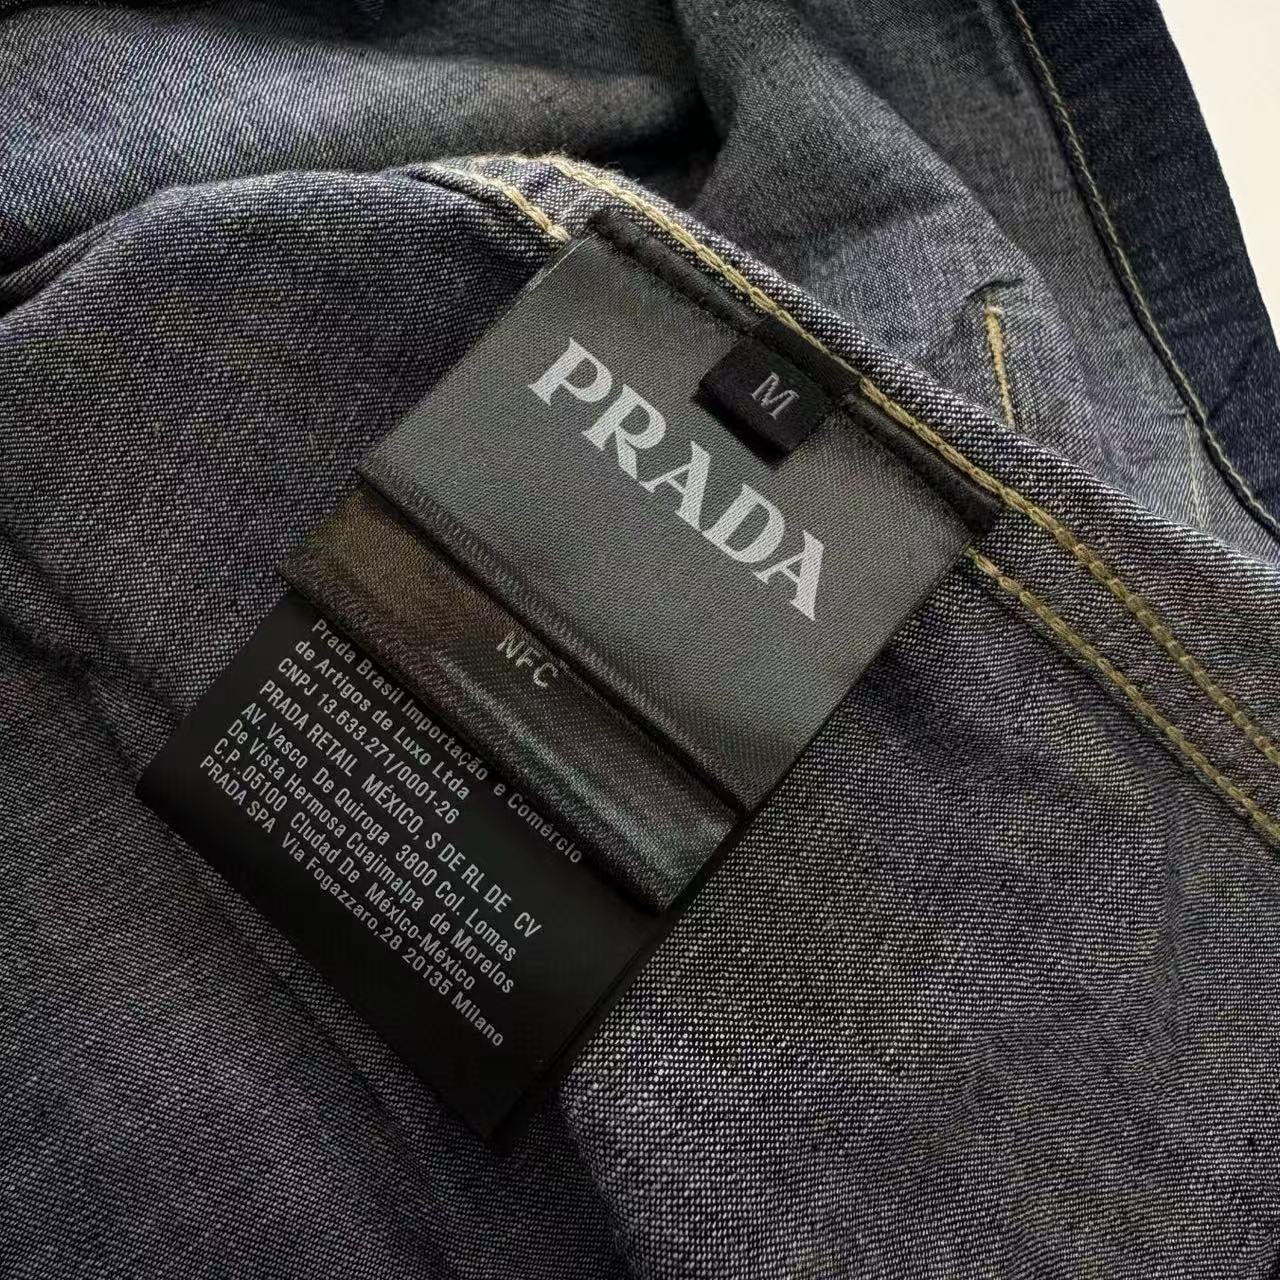 PRADA
M
NFC
Prada Brasil Importação e Comércio
de Artigos de Luxo Ltda
CNPJ 13.633.271/0001-26
PRADA RETAIL MÉXICO, S DE RL DE CV
AV. Vasco De Quiroga 3800 Col. Lomas
De Vista Hermosa Cuajimalpa de Morelos
C.P. 05100 Ciudad De México-México
PRADA SPA Via Fogazzaro,28 20135 Milano